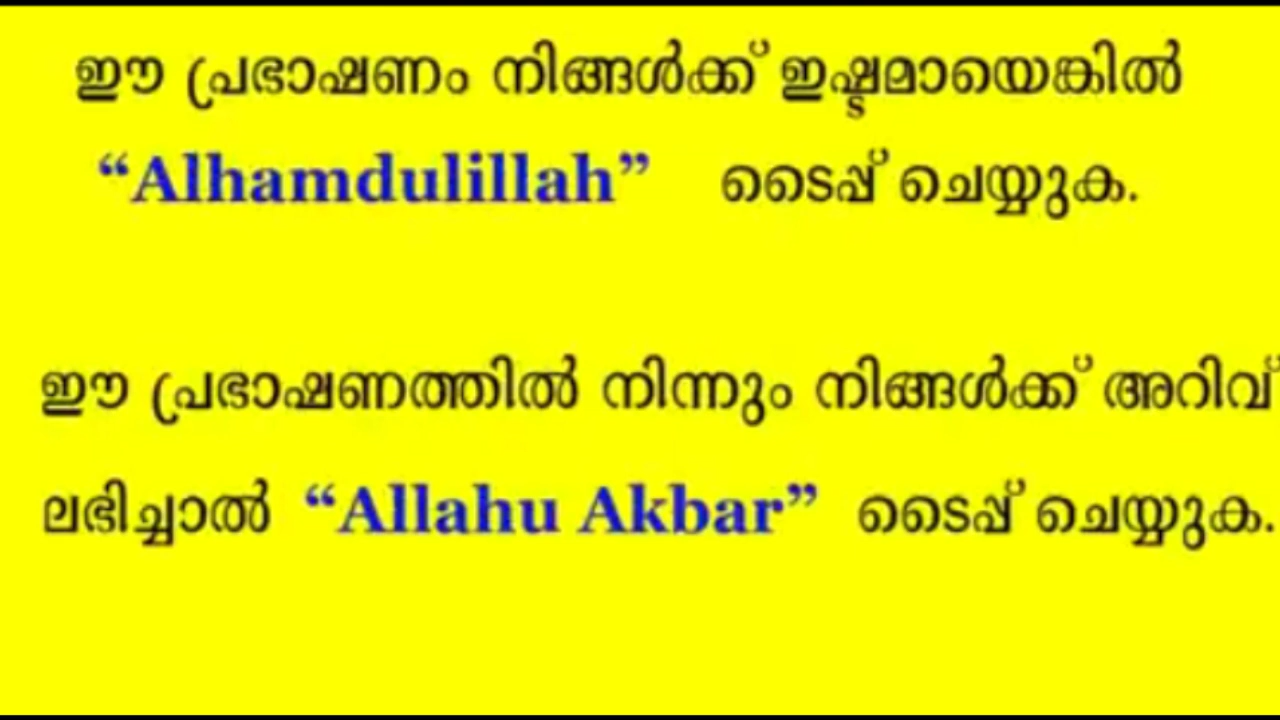 ഈ പ്രഭാഷണം നിങ്ങൾക്ക് ഇഷ്ടമായെങ്കിൽ
“Alhamdulillah” ടൈപ്പ് ചെയ്യുക.
ഈ പ്രഭാഷണത്തിൽ നിന്നും നിങ്ങൾക്ക് അറിവ്
ലഭിച്ചാൽ “Allahu Akbar” ടൈപ്പ് ചെയ്യുക.